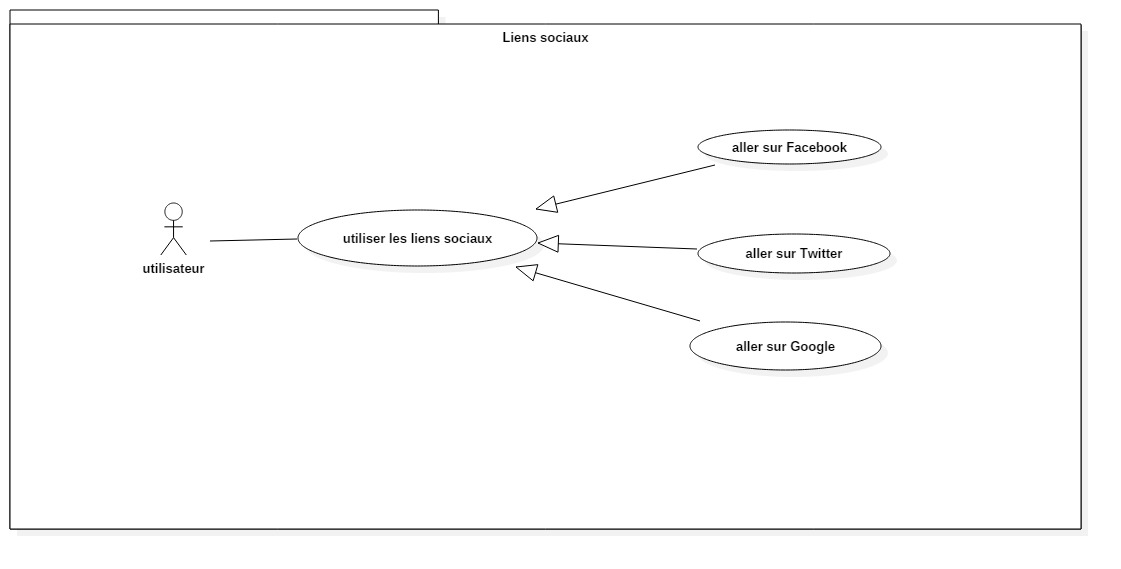 Liens sociaux
aller sur Facebook
utiliser les liens sociaux
aller sur Twitter
utilisateur
aller sur Google